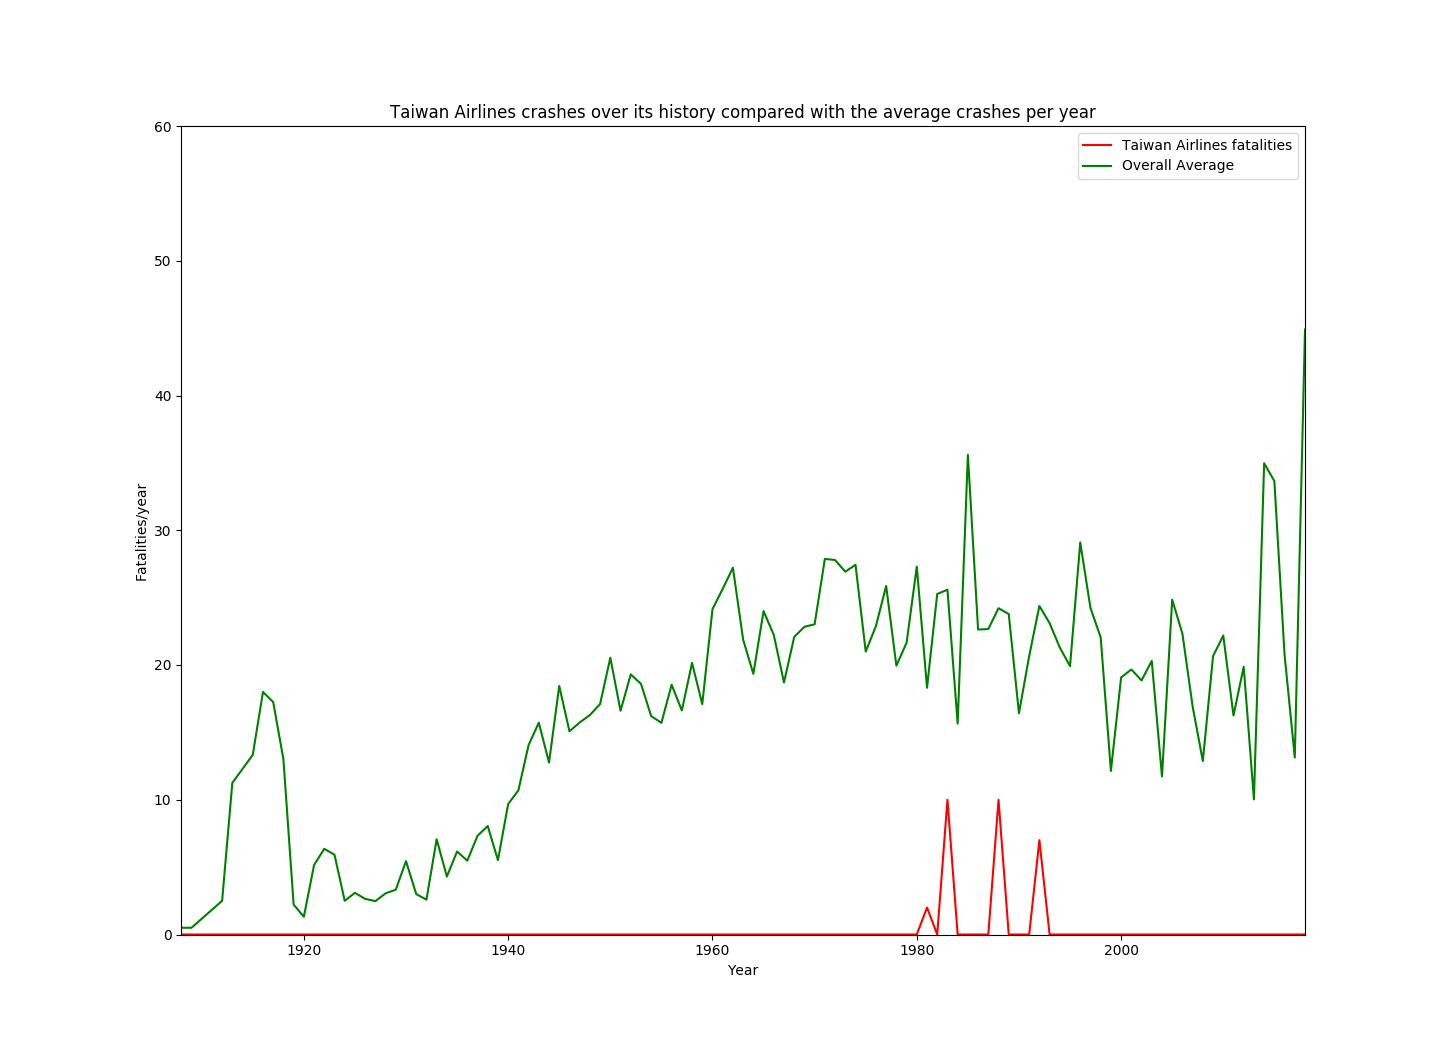 Taiwan Airlines crashes over its history compared with the average crashes per year
Taiwan Airlines fatalities
Overall Average
60
50
40
30
20
10
0
Fatalities/year
1920
1940
1960
1980
2000
Year